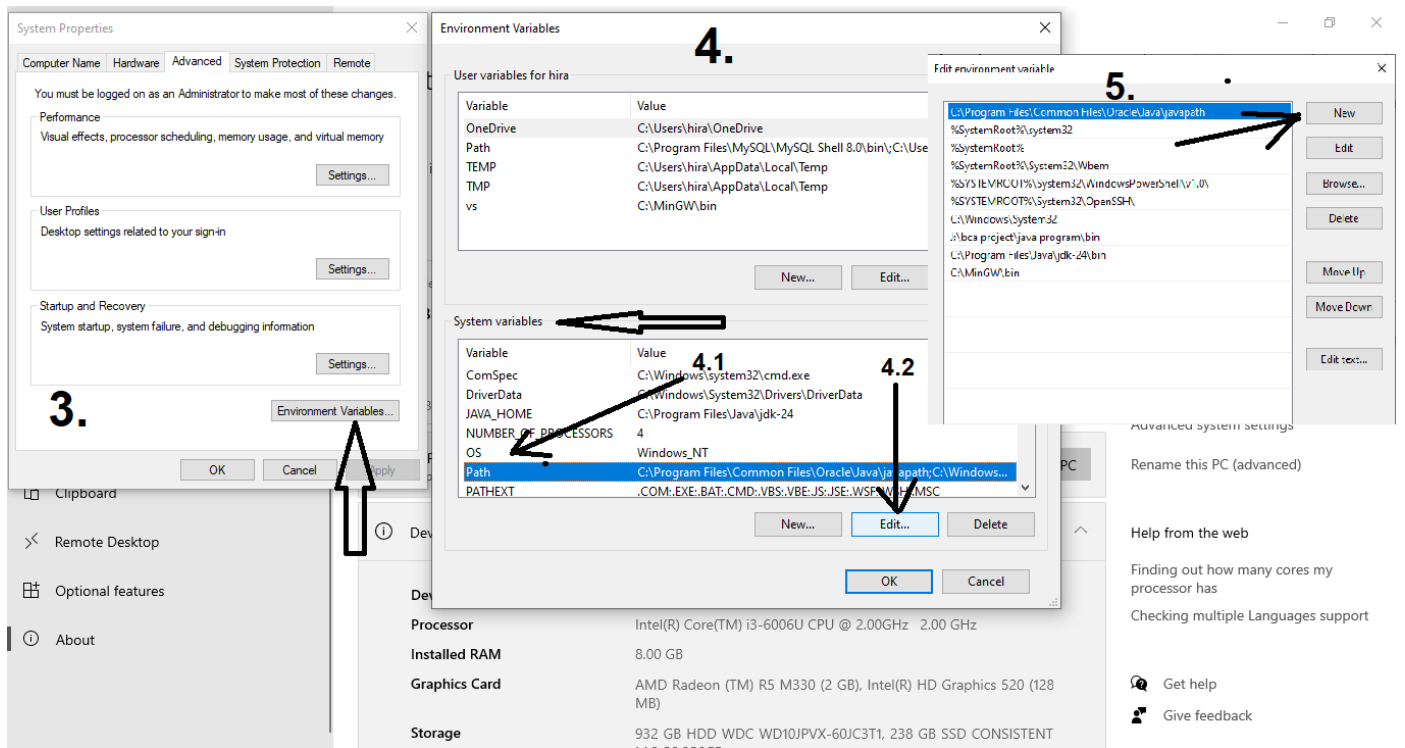 System Properties
Computer Name Hardware Advanced System Protection Remote
You must be logged on as an Administrator to make most of these changes.
Performance
Visual effects, processor scheduling, memory usage, and virtual memory
Settings...
User Profiles
Desktop settings related to your sign-in
Settings...
Startup and Recovery
System startup, system failure, and debugging information
Settings...
3.
Environment Variables...
OK Cancel Apply
Environment Variables
4.
User variables for hira
Variable Value
OneDrive C:\Users\hira\OneDrive
Path C:\Program Files\MySQL\MySQL Shell 8.0\bin\;C:\Use
TEMP C:\Users\hira\AppData\Local\Temp
TMP C:\Users\hira\AppData\Local\Temp
vs C:\MinGW\bin
New... Edit...
System variables
4.1
4.2
Variable Value
ComSpec C:\Windows\system32\cmd.exe
DriverData C:\Windows\System32\Drivers\DriverData
JAVA_HOME C:\Program Files\Java\jdk-24
NUMBER_OF_PROCESSORS 4
OS Windows_NT
Path C:\Program Files\Common Files\Oracle\Java\javapath;C:\Windows...
PATHEXT .COM;.EXE;.BAT;.CMD;.VBS;.VBE;.JS;.JSE;.WSF;.WSH;.MSC
New... Edit... Delete
OK Cancel
Edit environment variable
5.
C:\Program Files\Common Files\Oracle\Java\javapath
%SystemRoot%\system32
%SystemRoot%
%SystemRoot%\System32\Wbem
%SYSTEMROOT%\System32\WindowsPowerShell\v1.0\
%SYSTEMROOT%\System32\OpenSSH\
C:\Windows\System32
\bca project\java program\bin
C:\Program Files\Java\jdk-24\bin
C:\MinGW\bin
New
Edit
Browse...
Delete
Move Up
Move Down
Edit text...
Clipboard
Remote Desktop
Optional features
About
PC
Dev
Dev
Processor Intel(R) Core(TM) i3-6006U CPU @ 2.00GHz 2.00 GHz
Installed RAM 8.00 GB
Graphics Card AMD Radeon (TM) R5 M330 (2 GB), Intel(R) HD Graphics 520 (128
MB)
Storage 932 GB HDD WDC WD10JPVX-60JC3T1, 238 GB SSD CONSISTENT
Advanced system settings
Rename this PC (advanced)
Help from the web
Finding out how many cores my
processor has
Checking multiple Languages support
Get help
Give feedback